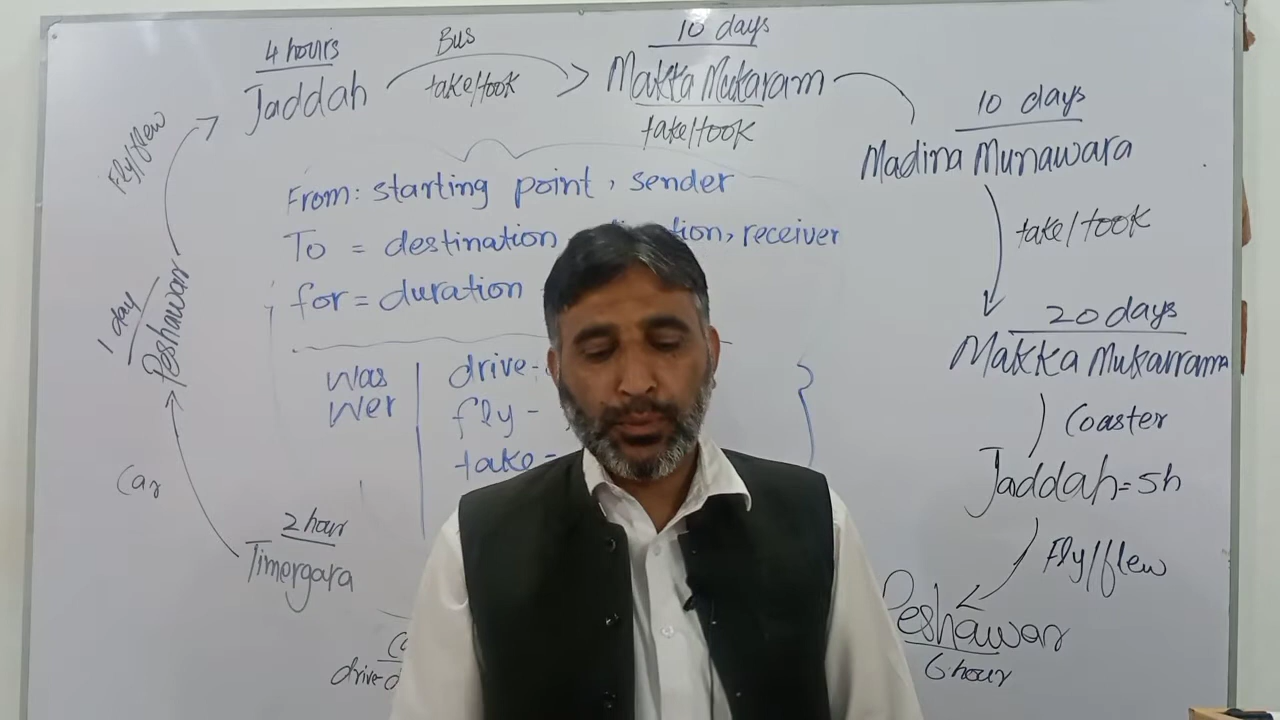 4 hours
Jaddah
Bus
take/took
10 days
Makka Mukaram
take/took
10 days
Madina Munawara
take/took
20 days
Makka Mukarrama
Coaster
Jaddah=5h
Fly/flew
Peshawar
6 hour
Fly/flew
1 day
Peshawar
Car
2 hour
Timergara
From: starting point, sender
To = destination, receiver
for = duration
was
wer
drive-
fly -
take =
drive-d